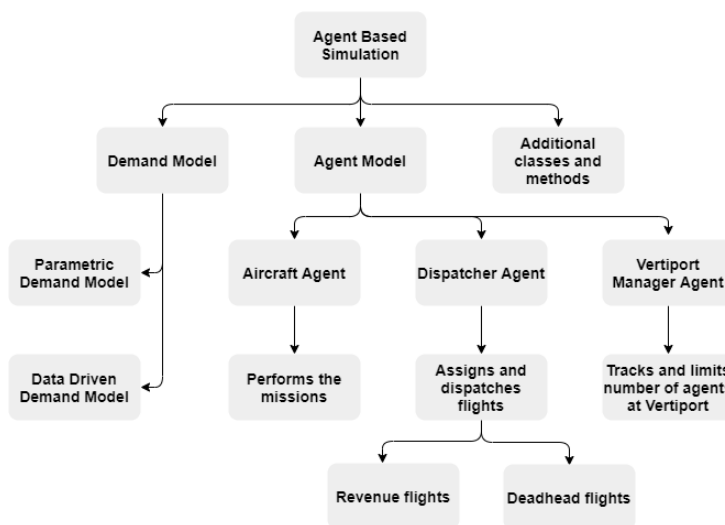 Agent Based
Simulation
Demand Model
Agent Model
Additional
classes and
methods
Parametric
Demand Model
Aircraft Agent
Dispatcher Agent
Vertiport
Manager Agent
Data Driven
Demand Model
Performs the
missions
Assigns and
dispatches
flights
Tracks and limits
number of agents
at Vertiport
Revenue flights
Deadhead flights